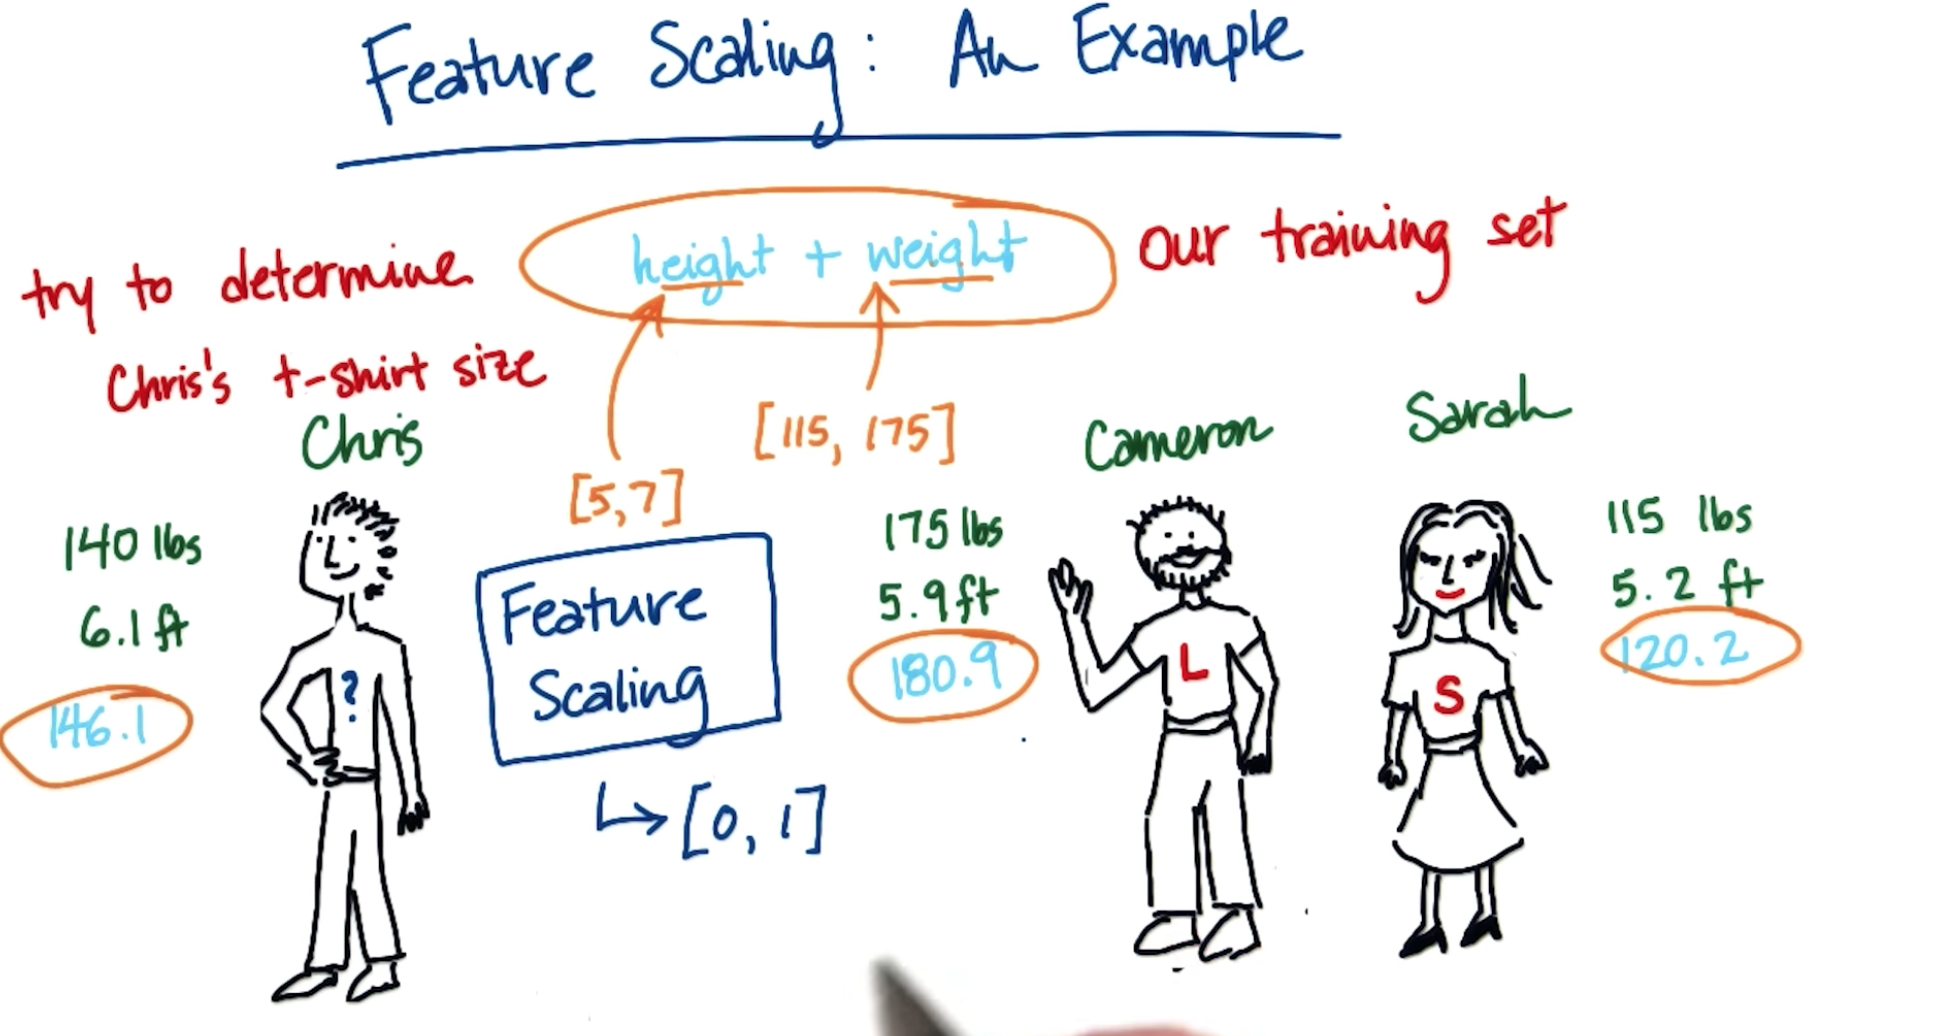 Feature Scaling: An Example
try to determine
Chris's t-shirt size
height + weight
our training set
[5,7]
[115, 175]
Chris
140 lbs
6.1 ft
146.1
?
Feature
Scaling
[0, 1]
Cameron
175 lbs
5.9 ft
180.9
L
Sarah
115 lbs
5.2 ft
120.2
S